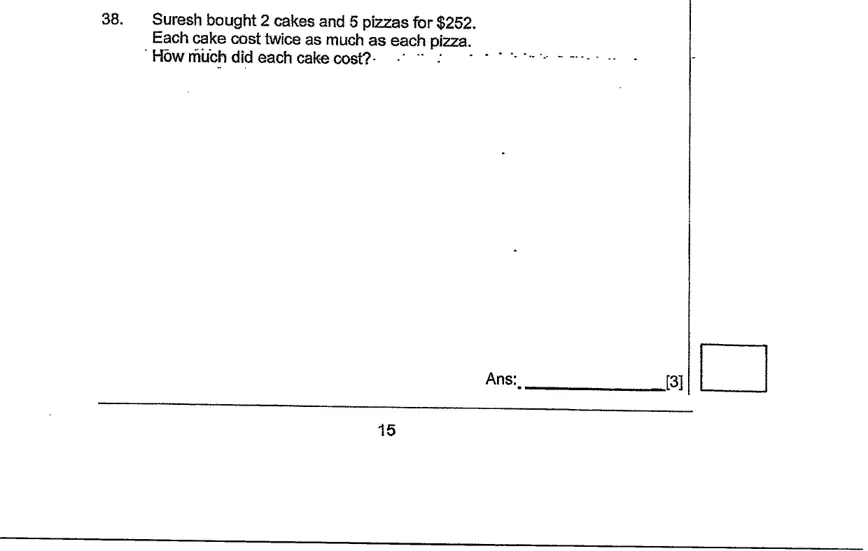 38. Suresh bought 2 cakes and 5 pizzas for $252.
Each cake cost twice as much as each pizza.
How much did each cake cost?
Ans: ____________ [3]
15